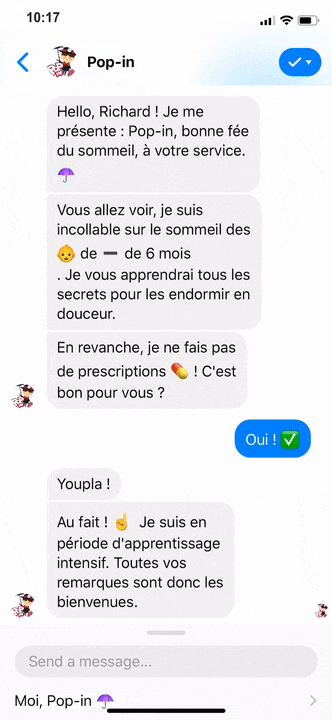 10:17
Pop-in
Hello, Richard ! Je me
présente : Pop-in, bonne fée
du sommeil, à votre service.
☂️
Vous allez voir, je suis
incollable sur le sommeil des
👶 de ➖ de 6 mois
. Je vous apprendrai tous les
secrets pour les endormir en
douceur.
En revanche, je ne fais pas
de prescriptions 💊 ! C'est
bon pour vous ?
Oui ! ✅
Youpla !
Au fait ! ☝️ Je suis en
période d'apprentissage
intensif. Toutes vos
remarques sont donc les
bienvenues.
Send a message...
Moi, Pop-in ☂️